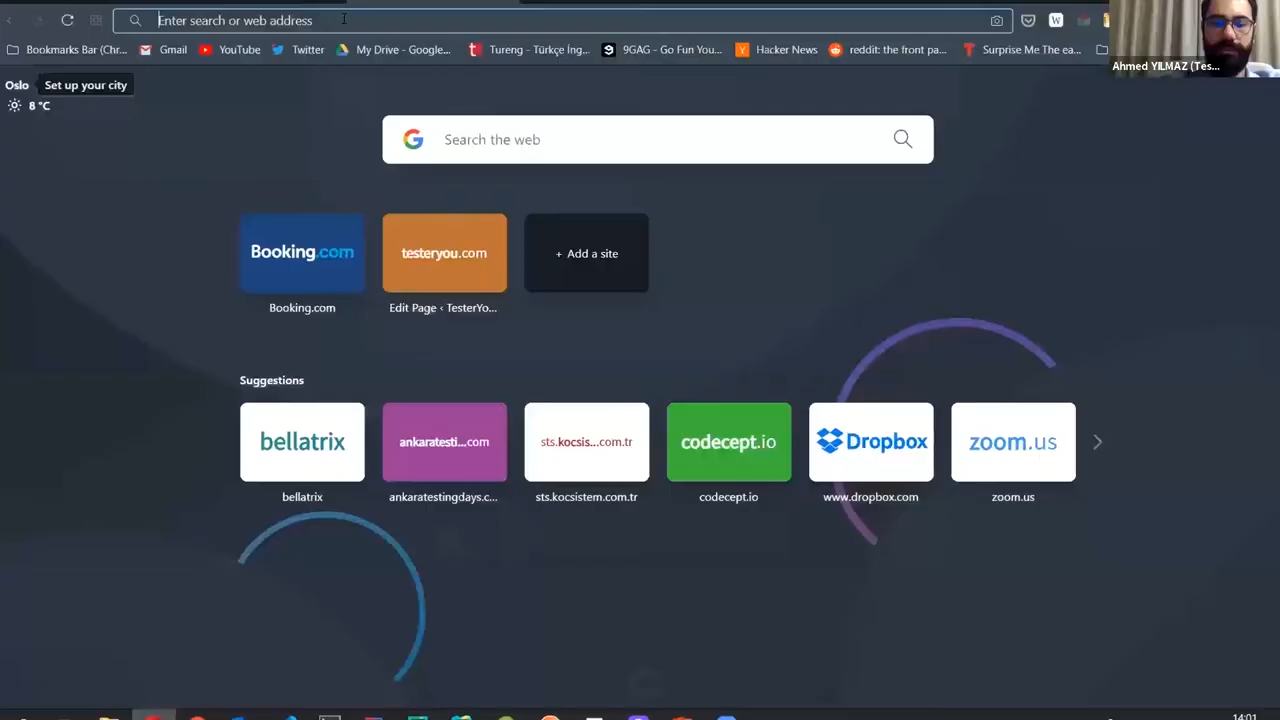 Enter search or web address
W
Bookmarks Bar (Chr...
Gmail
YouTube
Twitter
My Drive - Google...
Tureng - Türkçe İng...
9GAG - Go Fun You...
Hacker News
reddit: the front pa...
Surprise Me The ea...
Ahmed YILMAZ (Tes...
Oslo
Set up your city
8 °C
Search the web
Booking.com
testeryou.com
+ Add a site
Booking.com
Edit Page ‹ TesterYo...
Suggestions
bellatrix
ankaratesti...com
sts.kocsis...com.tr
codecept.io
Dropbox
zoom.us
bellatrix
ankaratestingdays.c...
sts.kocsistem.com.tr
codecept.io
www.dropbox.com
zoom.us
14:01